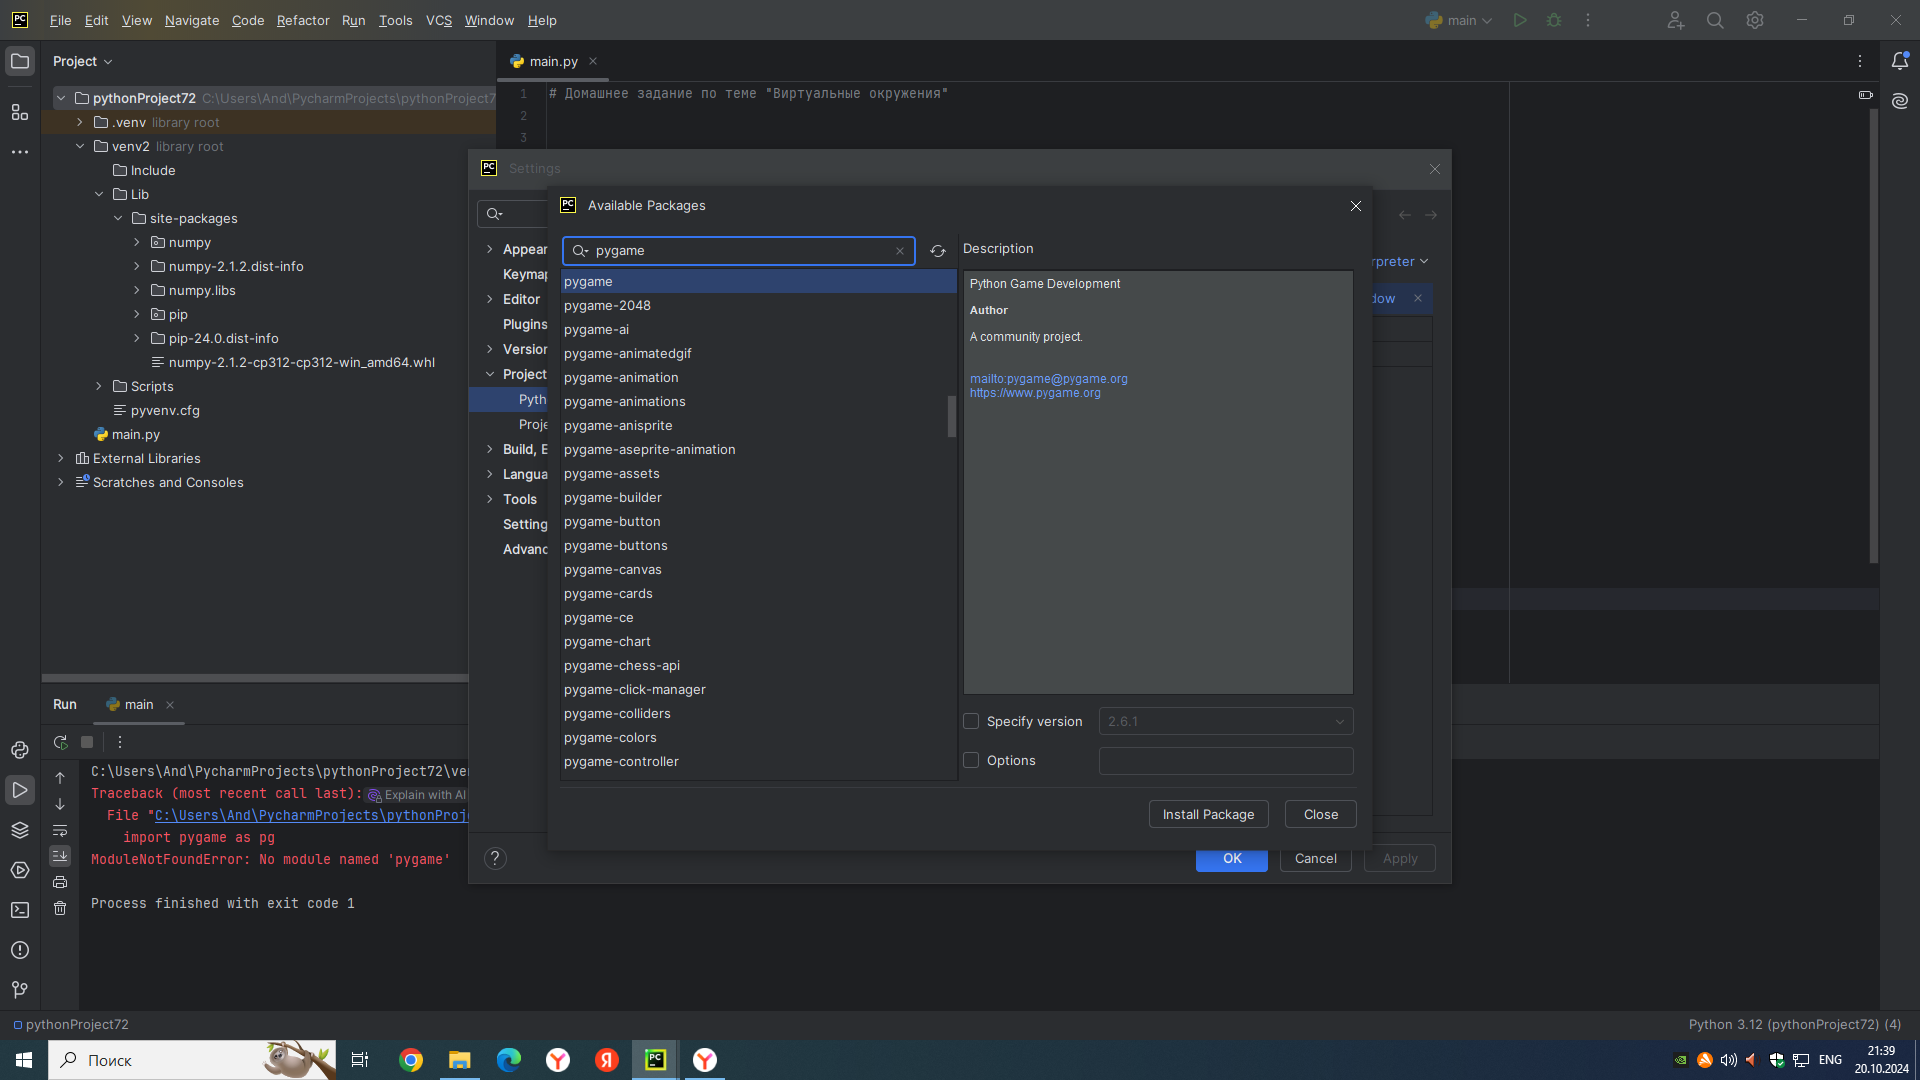 File Edit View Navigate Code Refactor Run Tools VCS Window Help
main
Project
main.py
pythonProject72 C:\Users\And\PycharmProjects\pythonProject7
.venv library root
venv2 library root
Include
Lib
site-packages
numpy
numpy-2.1.2.dist-info
numpy.libs
pip
pip-24.0.dist-info
numpy-2.1.2-cp312-cp312-win_amd64.whl
Scripts
pyvenv.cfg
main.py
External Libraries
Scratches and Consoles
1 # Домашнее задание по теме "Виртуальные окружения"
2
3
Settings
Appear
Keymap
Editor
Plugins
Version
Project
Pyth
Proje
Build, E
Langua
Tools
Setting
Advanc
rpreter
dow
Available Packages
pygame
pygame
pygame-2048
pygame-ai
pygame-animatedgif
pygame-animation
pygame-animations
pygame-anisprite
pygame-aseprite-animation
pygame-assets
pygame-builder
pygame-button
pygame-buttons
pygame-canvas
pygame-cards
pygame-ce
pygame-chart
pygame-chess-api
pygame-click-manager
pygame-colliders
pygame-colors
pygame-controller
Description
Python Game Development
Author
A community project.
mailto:pygame@pygame.org
https://www.pygame.org
Specify version 2.6.1
Options
Install Package Close
? OK Cancel Apply
Run main
C:\Users\And\PycharmProjects\pythonProject72\ve
Traceback (most recent call last): Explain with AI
File "C:\Users\And\PycharmProjects\pythonProj
import pygame as pg
ModuleNotFoundError: No module named 'pygame'
Process finished with exit code 1
pythonProject72
Python 3.12 (pythonProject72) (4)
Поиск
ENG
21:39
20.10.2024